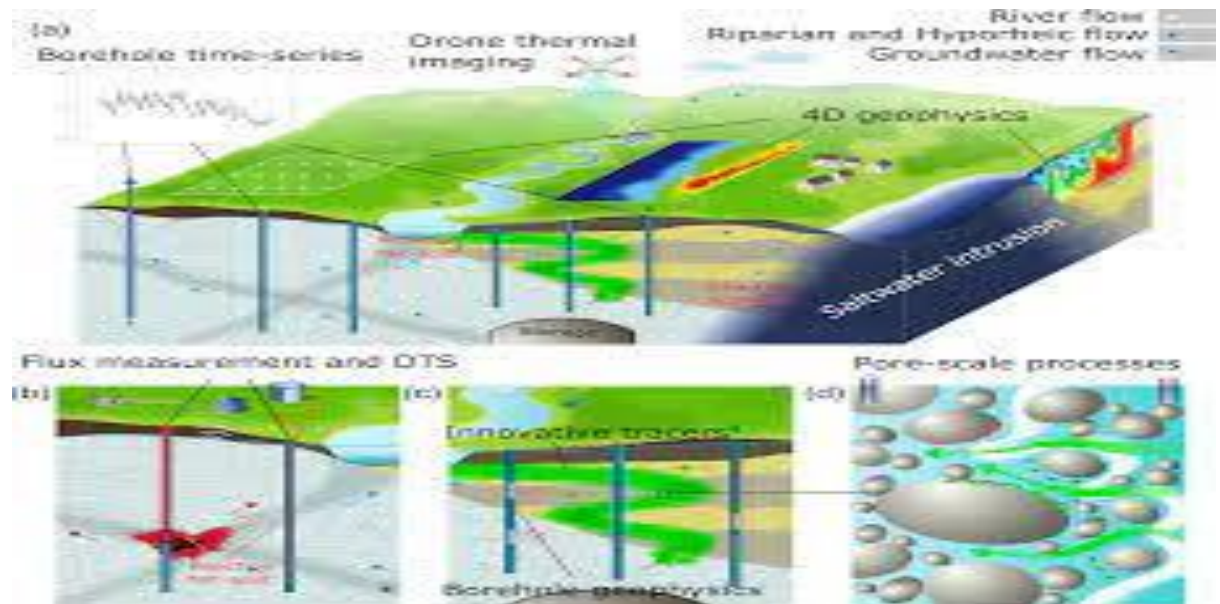 (a)
Borehole time-series
Drone thermal
imaging
River flow
Riparian and Hyporheic flow
Groundwater flow
4D geophysics
Saltwater intrusion
Flux measurement and DTS
Pore-scale processes
(b)
(c)
(d)
Innovative tracers
Borehole geophysics